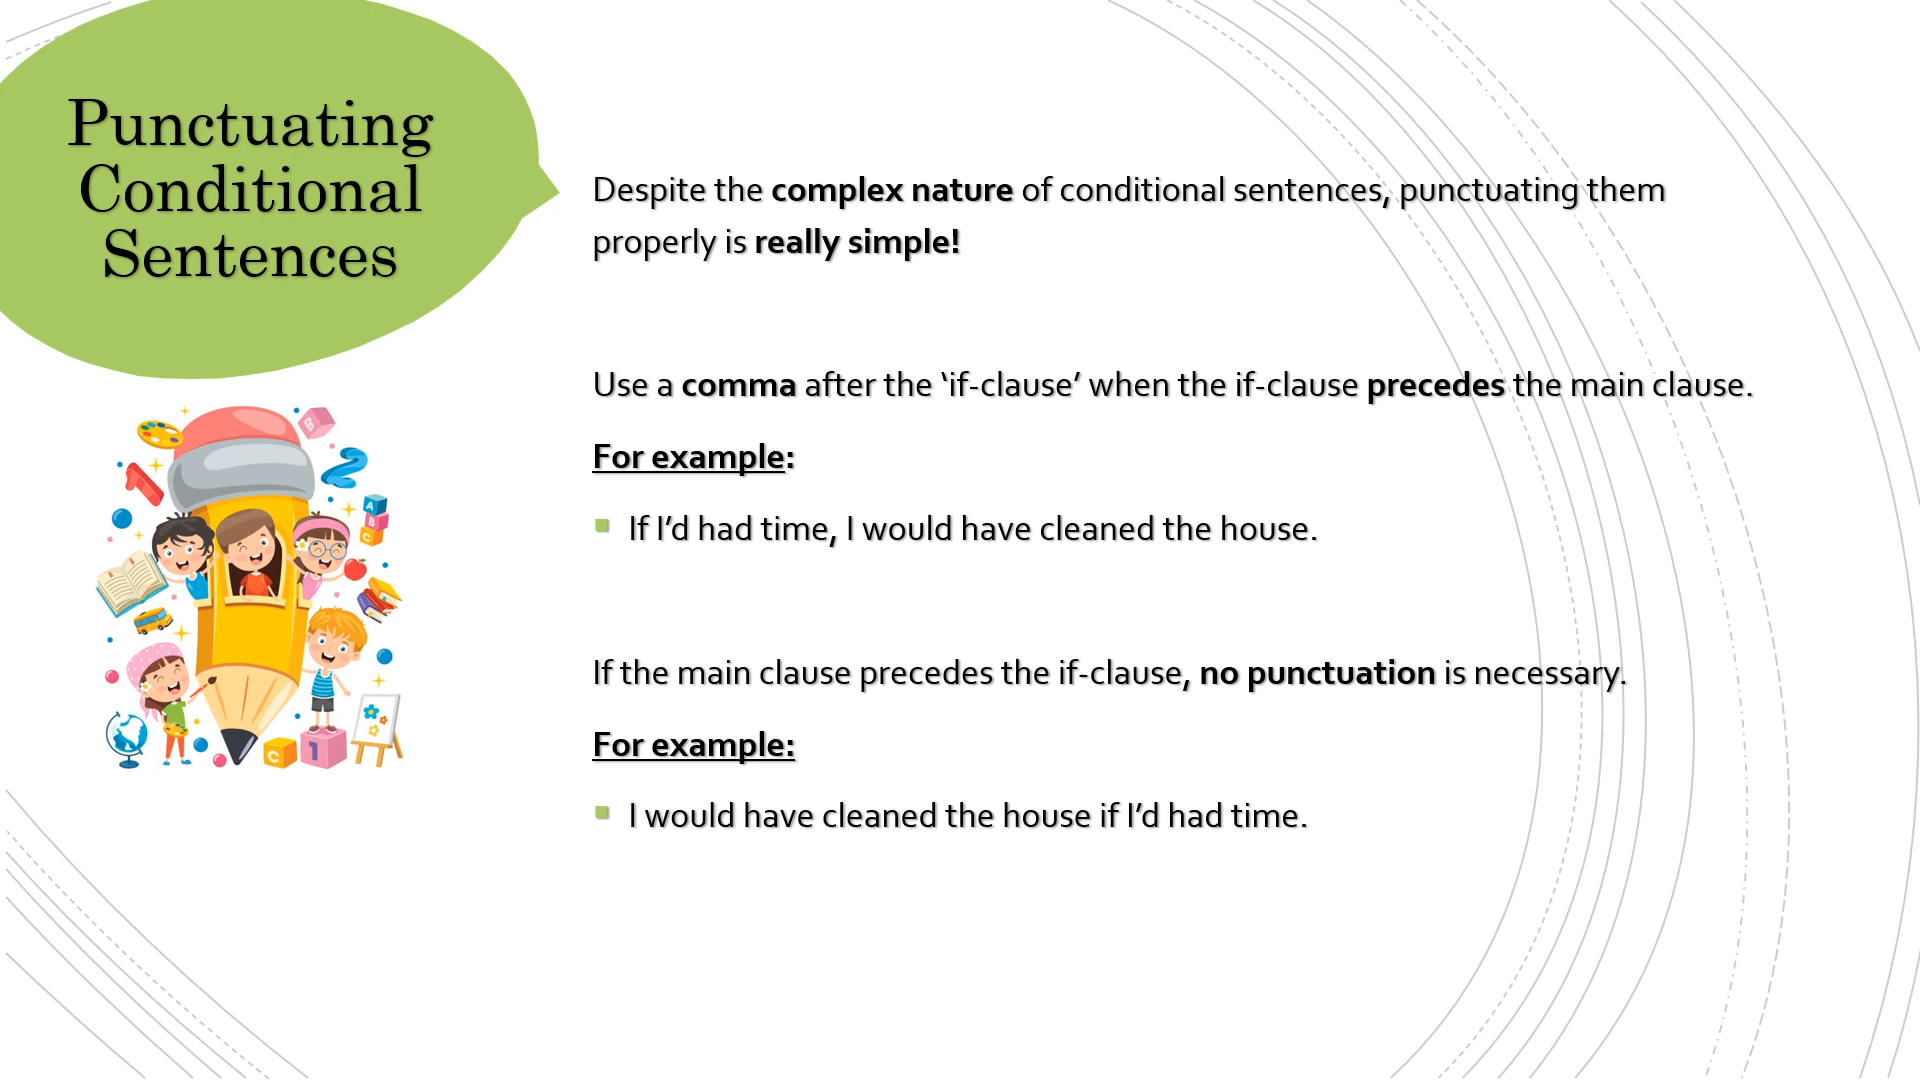 Punctuating
Conditional
Sentences
Despite the complex nature of conditional sentences, punctuating them
properly is really simple!
Use a comma after the ‘if-clause’ when the if-clause precedes the main clause.
For example:
If I’d had time, I would have cleaned the house.
If the main clause precedes the if-clause, no punctuation is necessary.
For example:
I would have cleaned the house if I’d had time.
B
1
2
A
B
C
C
1